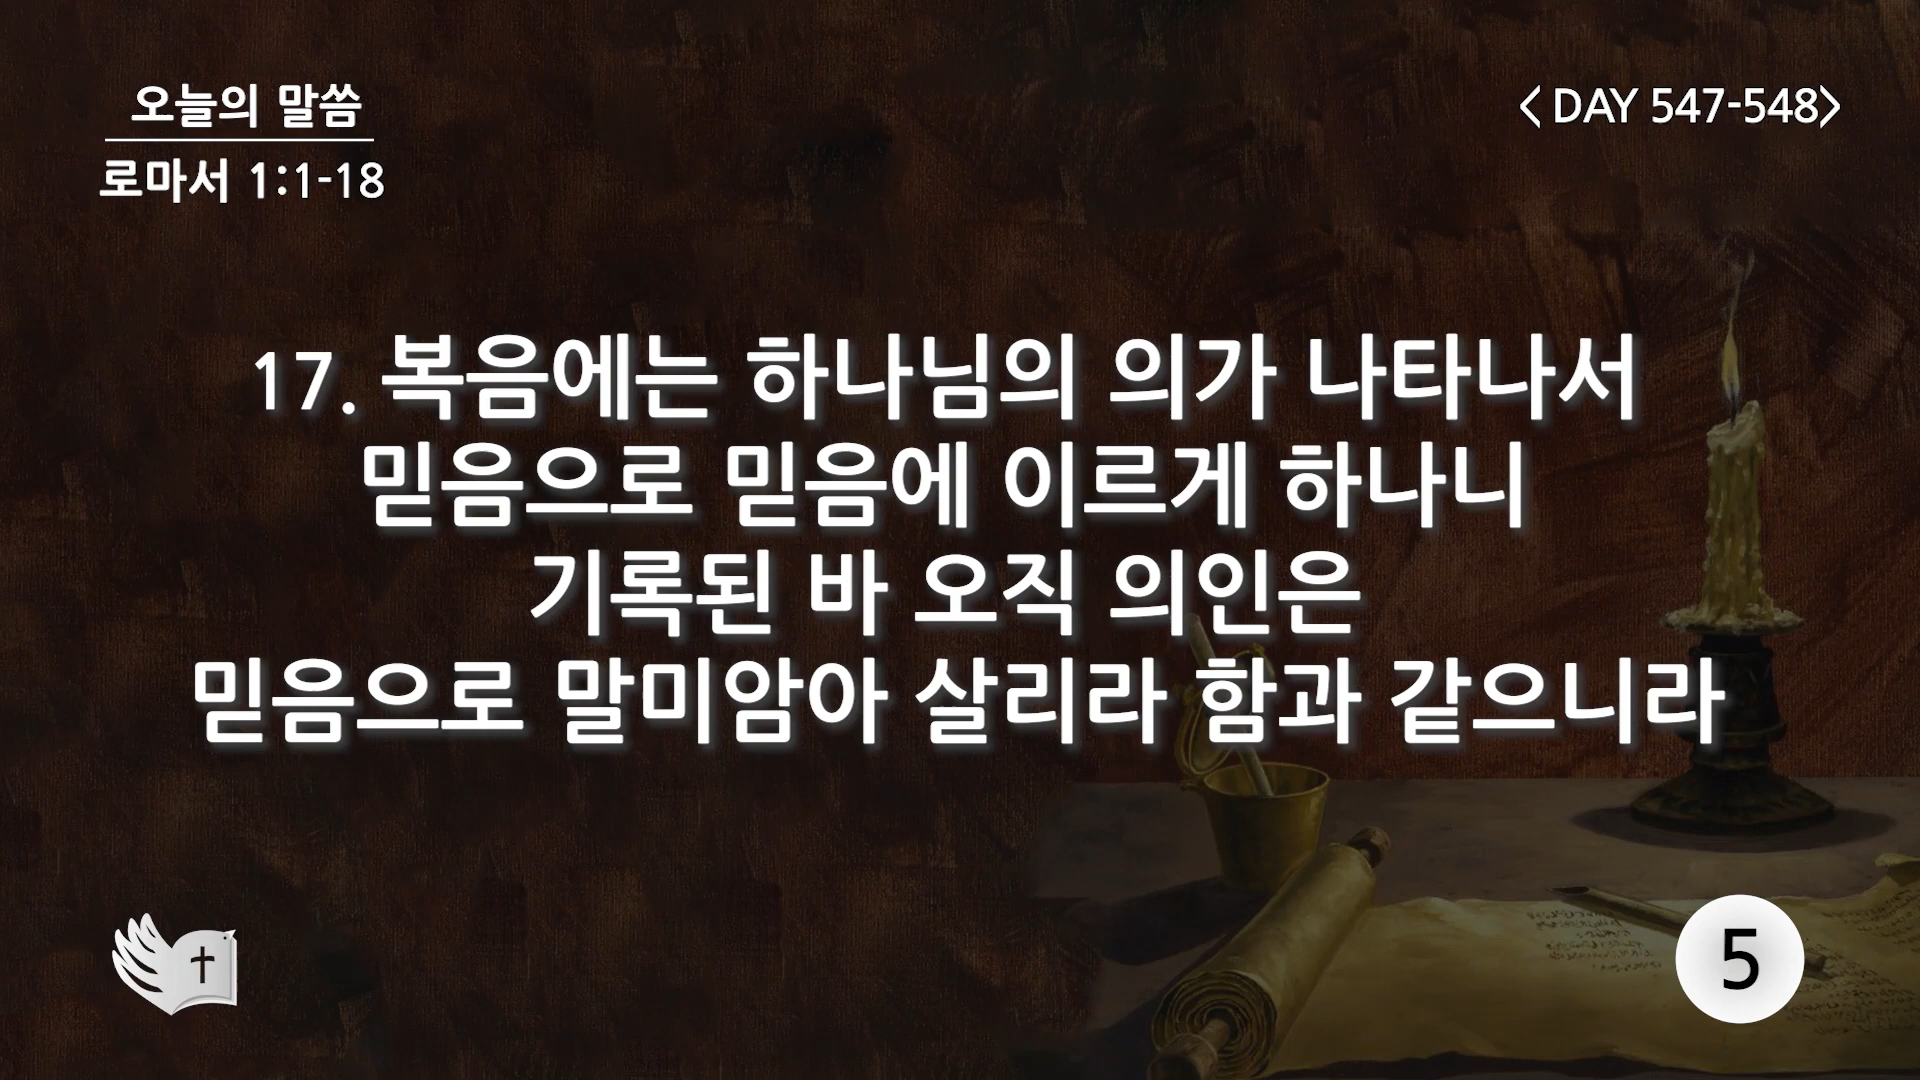 오늘의 말씀
로마서 1:1-18
< DAY 547-548>
17. 복음에는 하나님의 의가 나타나서
믿음으로 믿음에 이르게 하나니
기록된 바 오직 의인은
믿음으로 말미암아 살리라 함과 같으니라
5